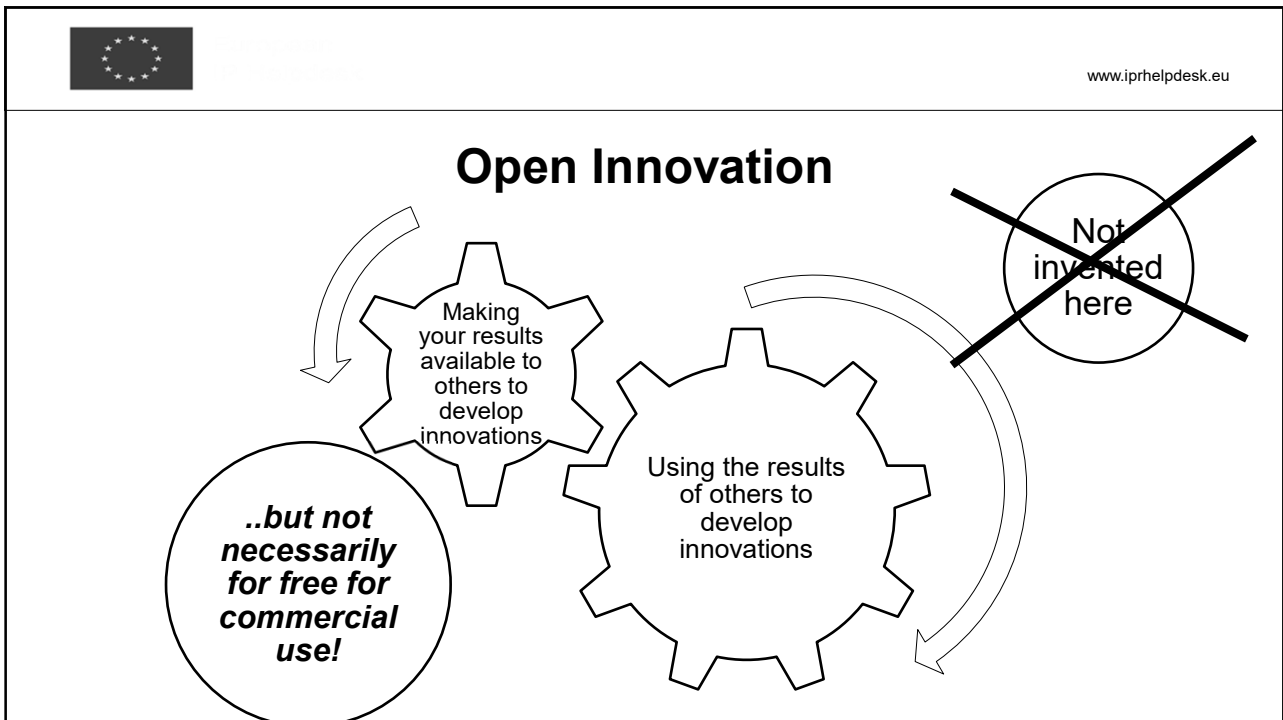 www.iprhelpdesk.eu
Open Innovation
Not
invented
here
Making
your results
available to
others to
develop
innovations
Using the results
of others to
develop
innovations
..but not
necessarily
for free for
commercial
use!